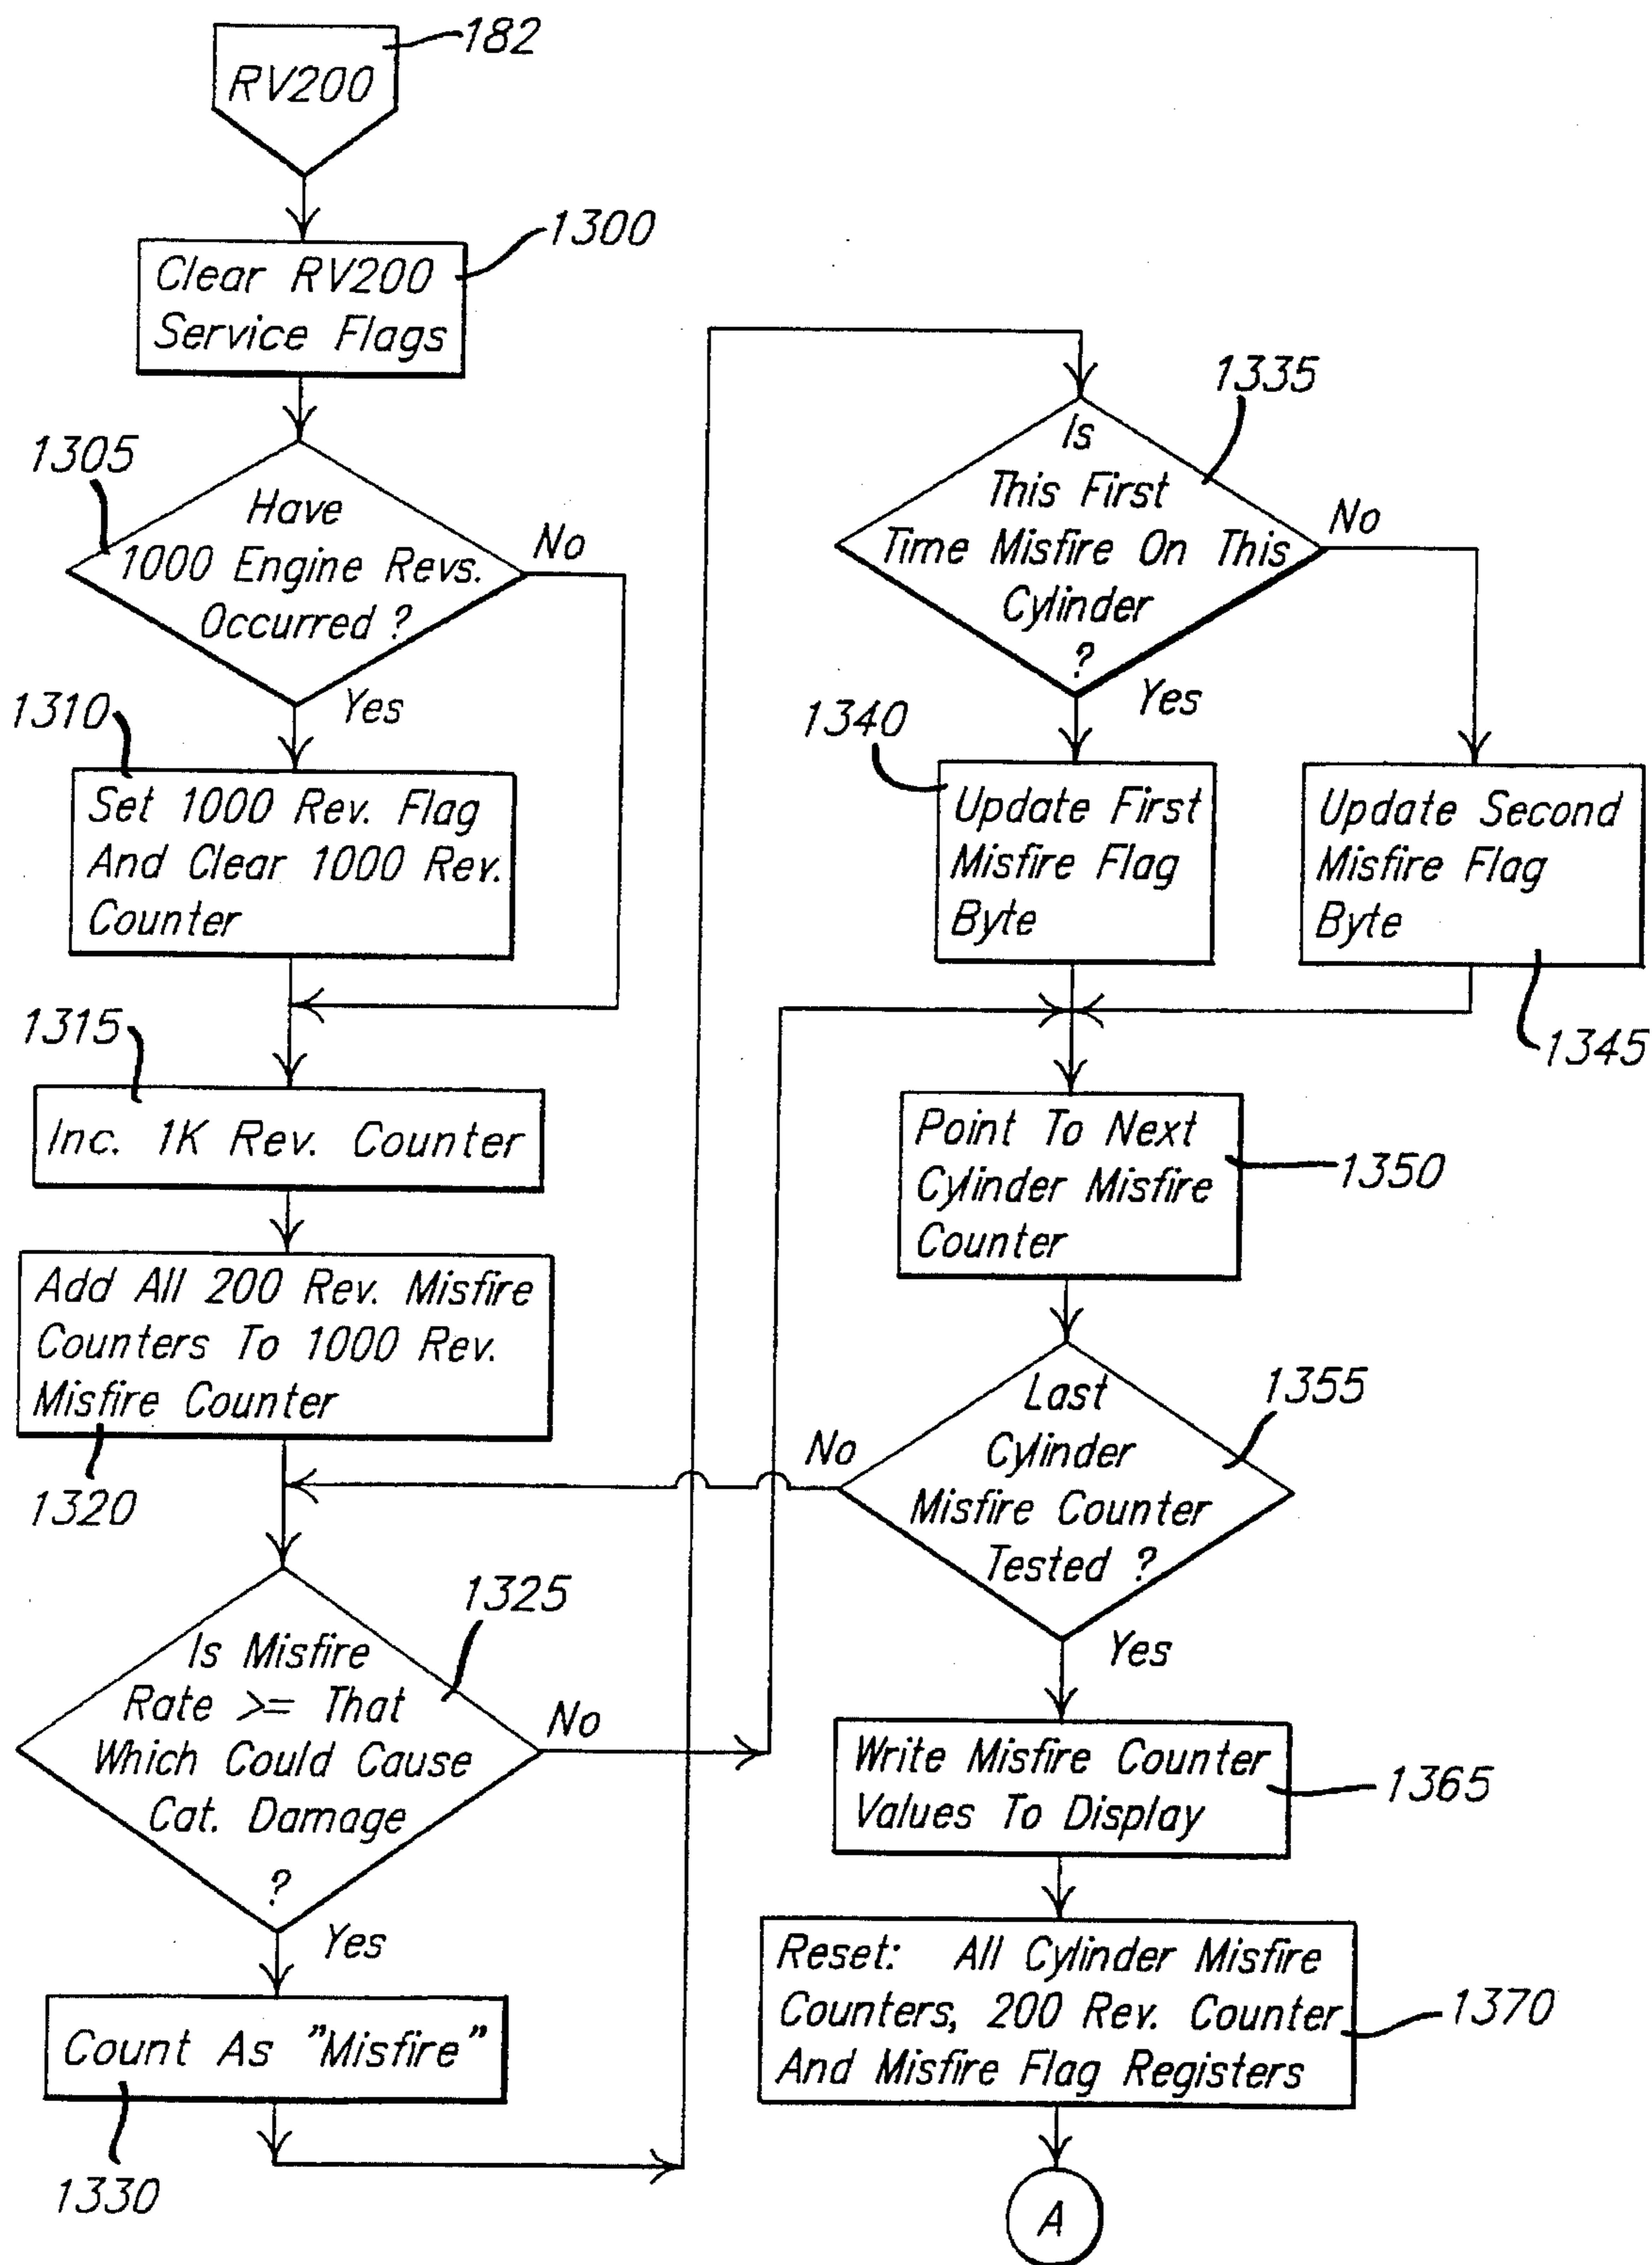 182
RV200
1300
Clear RV200
Service Flags
1305
Have
1000 Engine Revs.
Occurred ?
No
Yes
1310
Set 1000 Rev. Flag
And Clear 1000 Rev.
Counter
1315
Inc. 1K Rev. Counter
Add All 200 Rev. Misfire
Counters To 1000 Rev.
Misfire Counter
1320
1325
Is Misfire
Rate >= That
Which Could Cause
Cat. Damage
?
No
Yes
Count As "Misfire"
1330
1335
Is
This First
Time Misfire On This
Cylinder
?
No
Yes
1340
Update First
Misfire Flag
Byte
Update Second
Misfire Flag
Byte
1345
Point To Next
Cylinder Misfire
Counter
1350
1355
Last
Cylinder
Misfire Counter
Tested ?
No
Yes
Write Misfire Counter
Values To Display
1365
Reset: All Cylinder Misfire
Counters, 200 Rev. Counter
And Misfire Flag Registers
1370
A